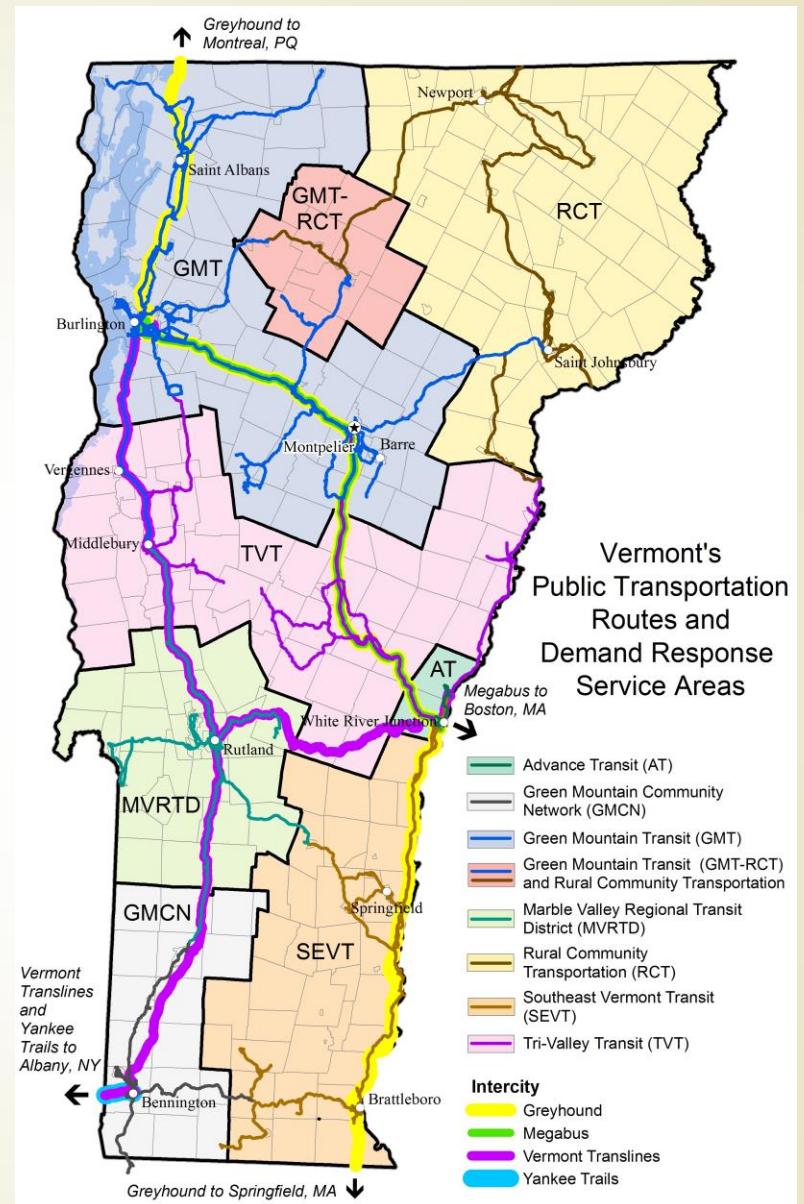 Greyhound to
Montreal, PQ
Newport
Saint Albans
GMT-
RCT
RCT
GMT
Burlington
Saint Johnsbury
Montpelier
Barre
Vergennes
Middlebury
TVT
Vermont's
Public Transportation
Routes and
Demand Response
Service Areas
AT
Megabus to
Boston, MA
White River Junction
Rutland
MVRTD
Advance Transit (AT)
Green Mountain Community
Network (GMCN)
Green Mountain Transit (GMT)
Green Mountain Transit (GMT-RCT)
and Rural Community Transportation
Marble Valley Regional Transit
District (MVRTD)
Rural Community
Transportation (RCT)
Southeast Vermont Transit
(SEVT)
Tri-Valley Transit (TVT)
GMCN
Springfield
SEVT
Vermont
Translines
and
Yankee
Trails to
Albany, NY
Bennington
Brattleboro
Intercity
Greyhound
Megabus
Vermont Translines
Yankee Trails
Greyhound to Springfield, MA